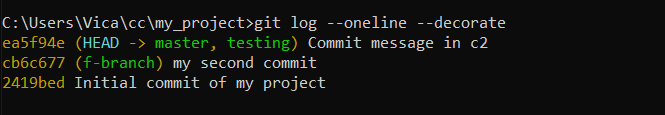 C:\Users\Vica\cc\my_project>git log --oneline --decorate
ea5f94e (HEAD -> master, testing) Commit message in c2
cb6c677 (f-branch) my second commit
2419bed Initial commit of my project